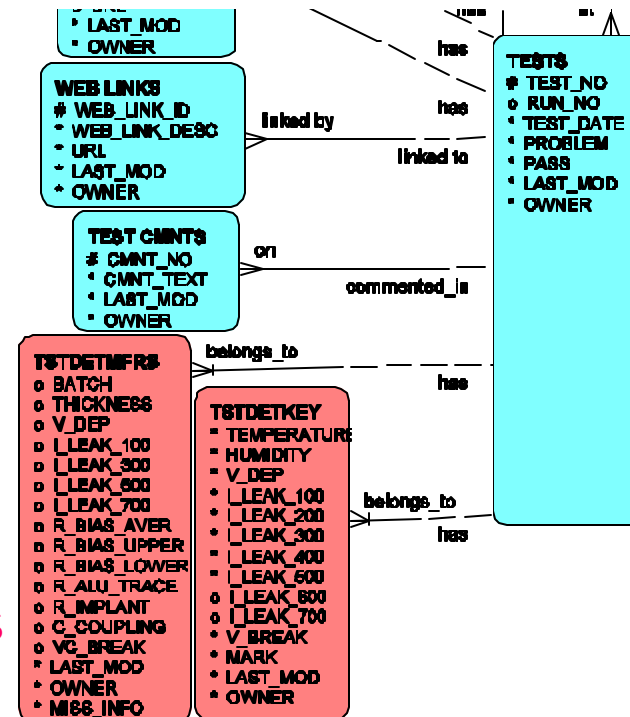 * LAST_MOD
* OWNER
WEB LINKS
# WEB_LINK_ID
* WEB_LINK_DESC
* URL
* LAST_MOD
* OWNER
linked by
linked to
has
has
TESTS
# TEST_NO
o RUN_NO
* TEST_DATE
* PROBLEM
* PASS
* LAST_MOD
* OWNER
TEST CMNTS
# CMNT_NO
* CMNT_TEXT
* LAST_MOD
* OWNER
on
commented_in
TSTDETMFRS
o BATCH
o THICKNESS
o V_DEP
o I_LEAK_100
o I_LEAK_300
o I_LEAK_500
o I_LEAK_700
o R_BIAS_AVER
o R_BIAS_UPPER
o R_BIAS_LOWER
o R_ALU_TRACE
o R_IMPLANT
o C_COUPLING
o VC_BREAK
* LAST_MOD
* OWNER
* MISS_INFO
belongs_to
has
TSTDETKEY
* TEMPERATURE
* HUMIDITY
* V_DEP
* I_LEAK_100
* I_LEAK_200
* I_LEAK_300
* I_LEAK_400
* I_LEAK_500
o I_LEAK_600
o I_LEAK_700
* V_BREAK
* MARK
* LAST_MOD
* OWNER
belongs_to
has
S